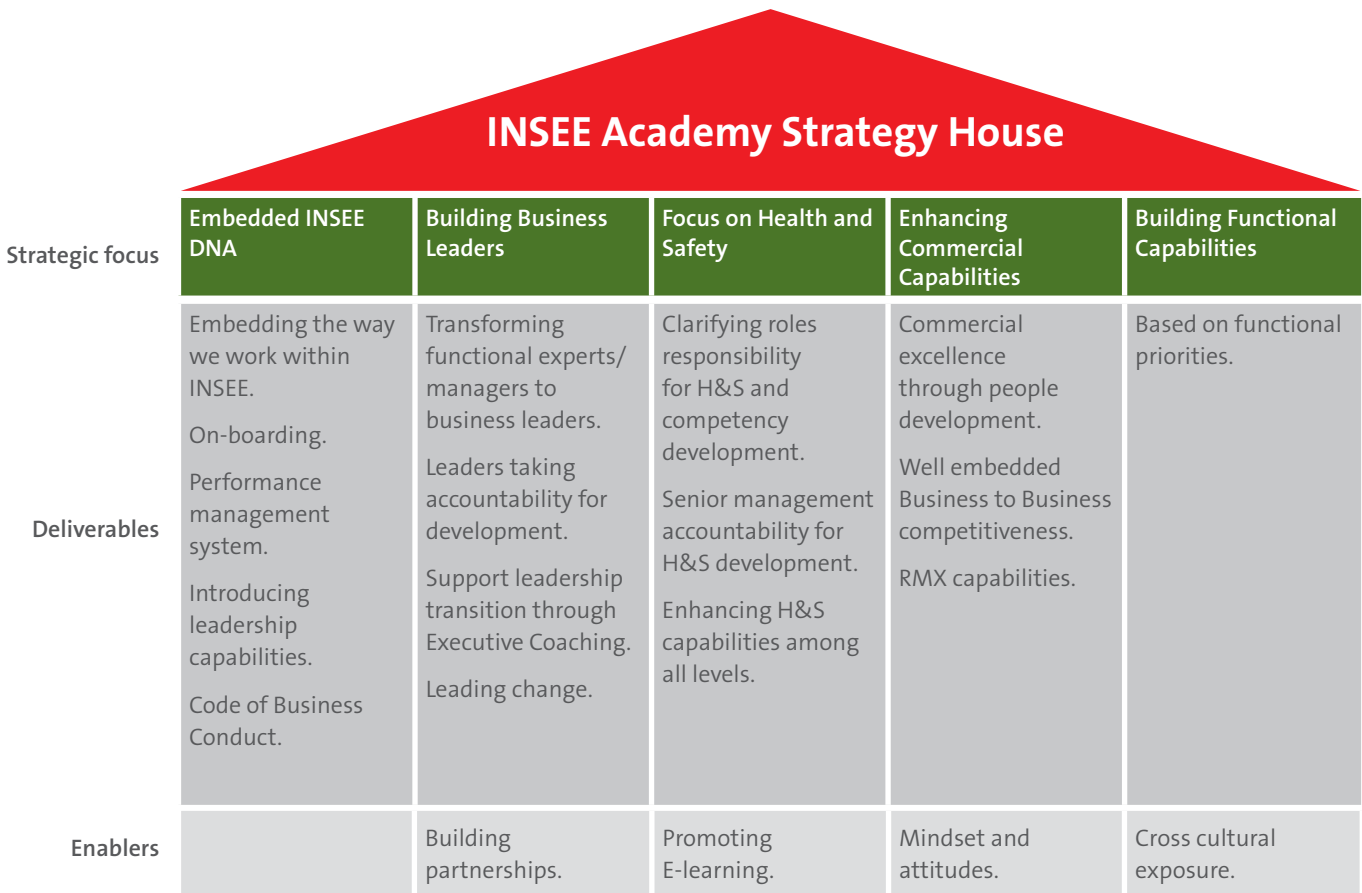 INSEE Academy Strategy House
Strategic focus
Embedded INSEE
DNA
Building Business
Leaders
Focus on Health and
Safety
Enhancing
Commercial
Capabilities
Building Functional
Capabilities
Deliverables
Embedding the way
we work within
INSEE.
On-boarding.
Performance
management
system.
Introducing
leadership
capabilities.
Code of Business
Conduct.
Transforming
functional experts/
managers to
business leaders.
Leaders taking
accountability for
development.
Support leadership
transition through
Executive Coaching.
Leading change.
Clarifying roles
responsibility
for H&S and
competency
development.
Senior management
accountability for
H&S development.
Enhancing H&S
capabilities among
all levels.
Commercial
excellence
through people
development.
Well embedded
Business to Business
competitiveness.
RMX capabilities.
Based on functional
priorities.
Enablers
Building
partnerships.
Promoting
E-learning.
Mindset and
attitudes.
Cross cultural
exposure.